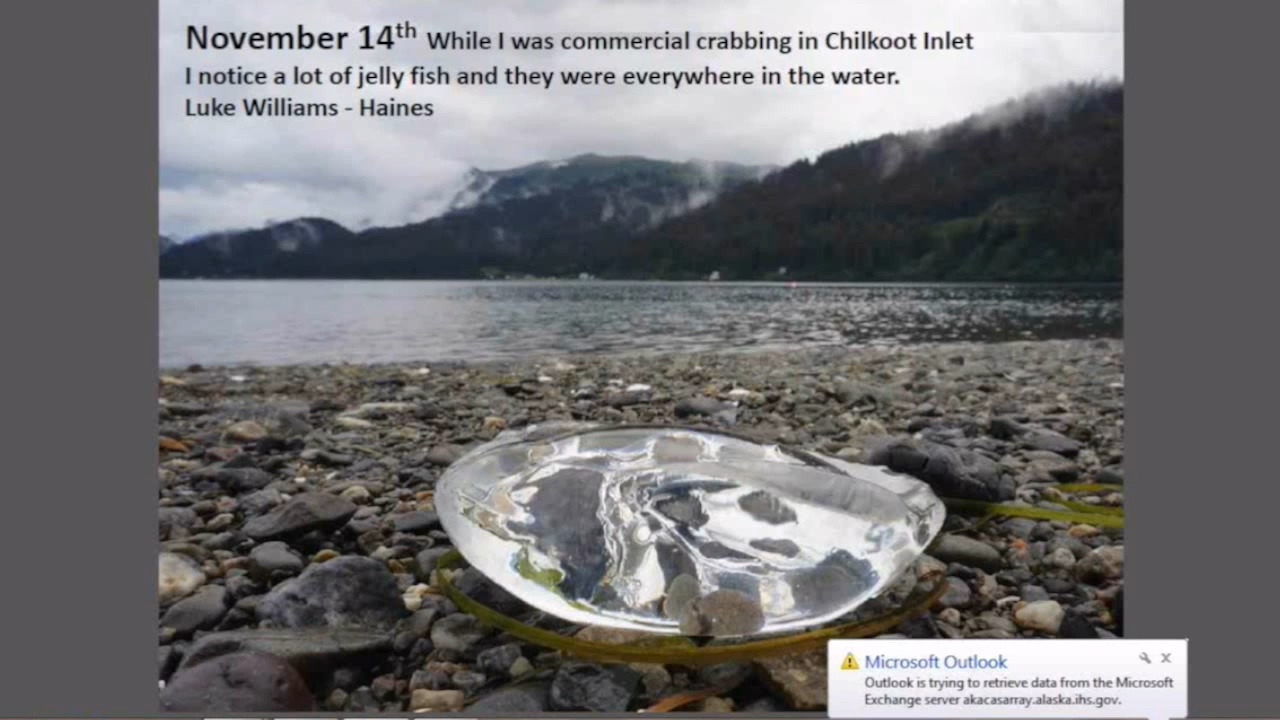 November 14th While I was commercial crabbing in Chilkoot Inlet
I notice a lot of jelly fish and they were everywhere in the water.
Luke Williams - Haines
Microsoft Outlook
Outlook is trying to retrieve data from the Microsoft
Exchange server akacasarray.alaska.ihs.gov.